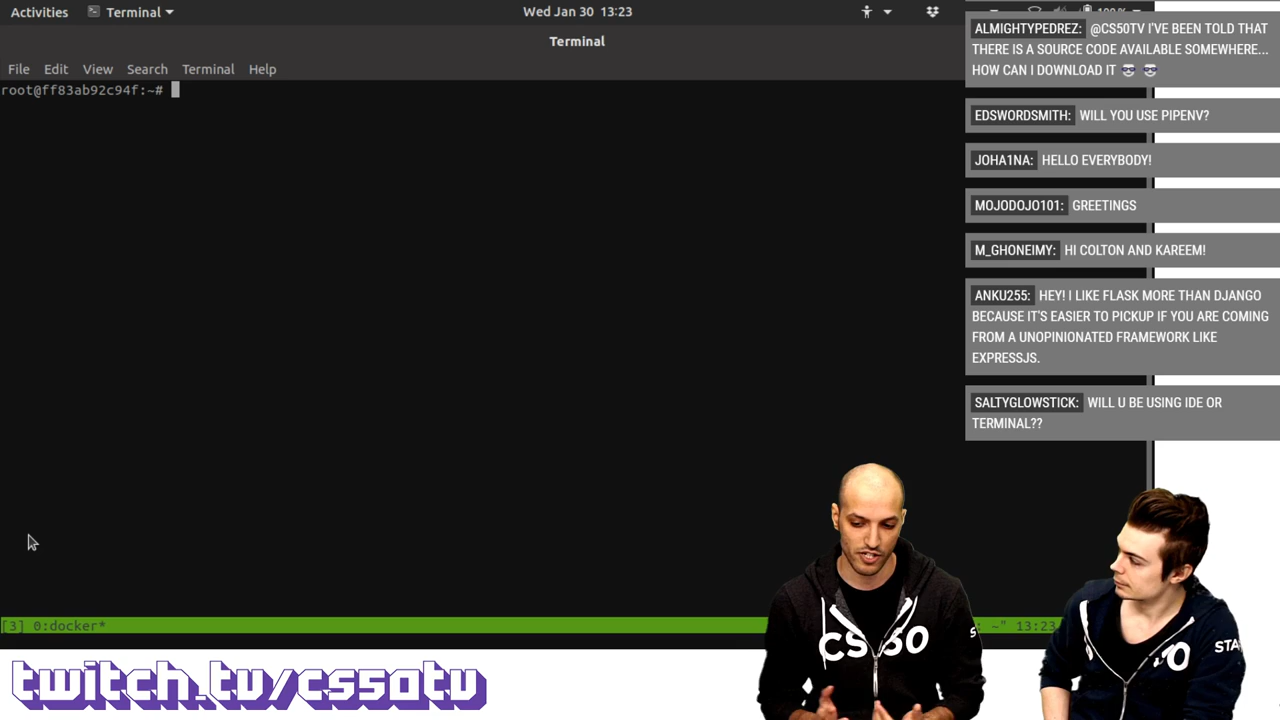 Activities Terminal Wed Jan 30 13:23
Terminal
File Edit View Search Terminal Help
root@ff83ab92c94f:~#
[3] 0:docker* ~" 13:23
ALMIGHTYPEDREZ: @CS50TV I'VE BEEN TOLD THAT
THERE IS A SOURCE CODE AVAILABLE SOMEWHERE...
HOW CAN I DOWNLOAD IT
EDSWORDSMITH: WILL YOU USE PIPENV?
JOHA1NA: HELLO EVERYBODY!
MOJODOJO101: GREETINGS
M_GHONEIMY: HI COLTON AND KAREEM!
ANKU255: HEY! I LIKE FLASK MORE THAN DJANGO
BECAUSE IT'S EASIER TO PICKUP IF YOU ARE COMING
FROM A UNOPINIONATED FRAMEWORK LIKE
EXPRESSJS.
SALTYGLOWSTICK: WILL U BE USING IDE OR
TERMINAL??
CS50
STA
twitch.tv/cs50tv